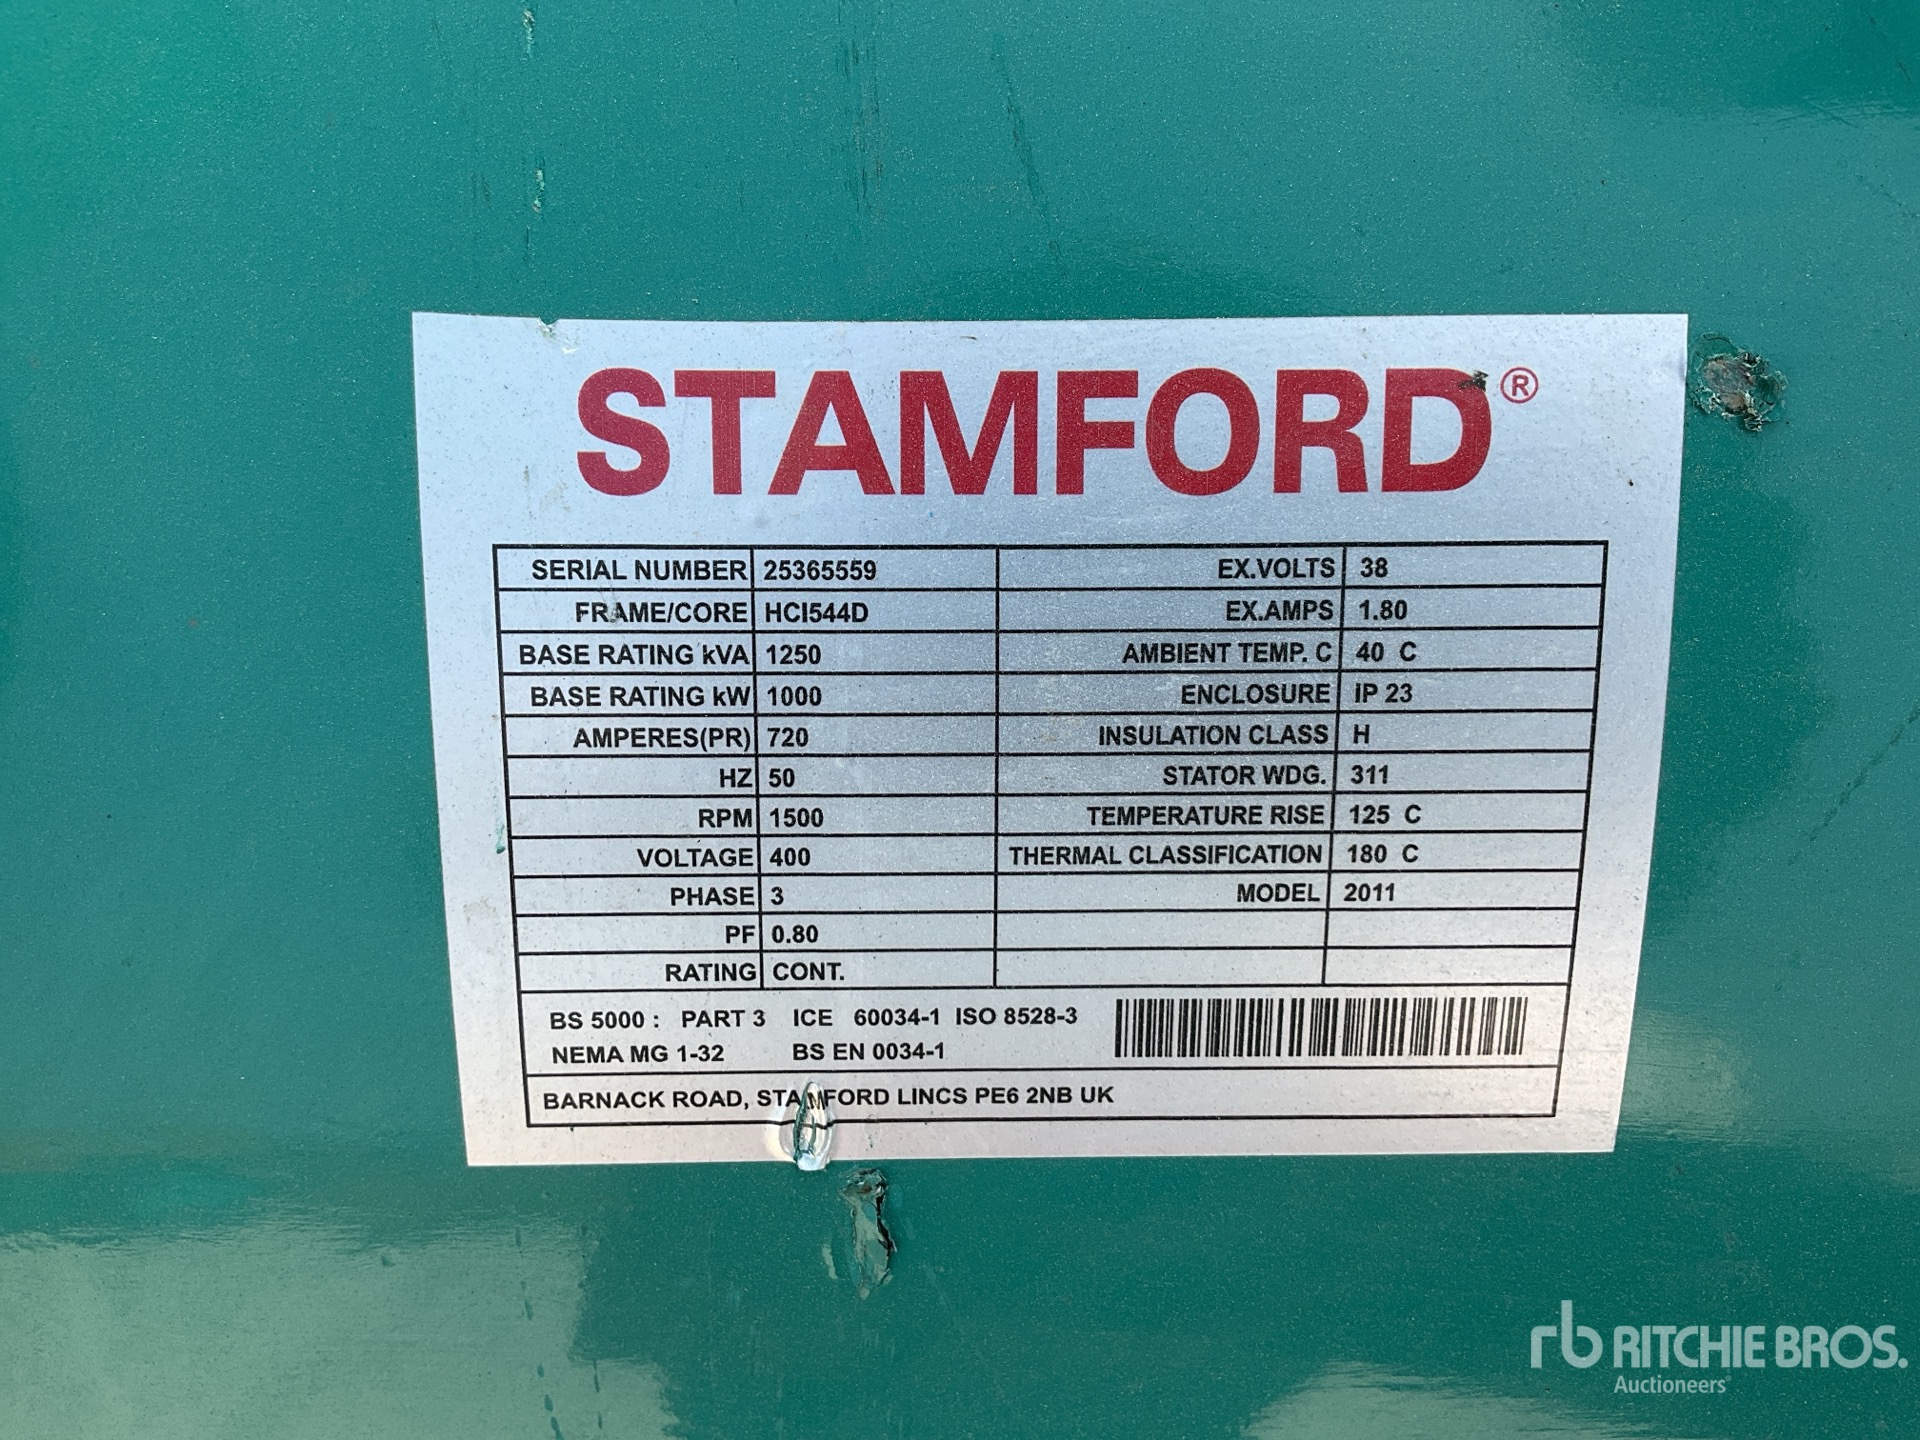 STAMFORD®
SERIAL NUMBER 25365559 EX.VOLTS 38
FRAME/CORE HCI544D EX.AMPS 1.80
BASE RATING kVA 1250 AMBIENT TEMP. C 40 C
BASE RATING kW 1000 ENCLOSURE IP 23
AMPERES(PR) 720 INSULATION CLASS H
HZ 50 STATOR WDG. 311
RPM 1500 TEMPERATURE RISE 125 C
VOLTAGE 400 THERMAL CLASSIFICATION 180 C
PHASE 3 MODEL 2011
PF 0.80
RATING CONT.
BS 5000 : PART 3 ICE 60034-1 ISO 8528-3
NEMA MG 1-32 BS EN 0034-1
BARNACK ROAD, STAMFORD LINCS PE6 2NB UK
rb RITCHIE BROS.
Auctioneers